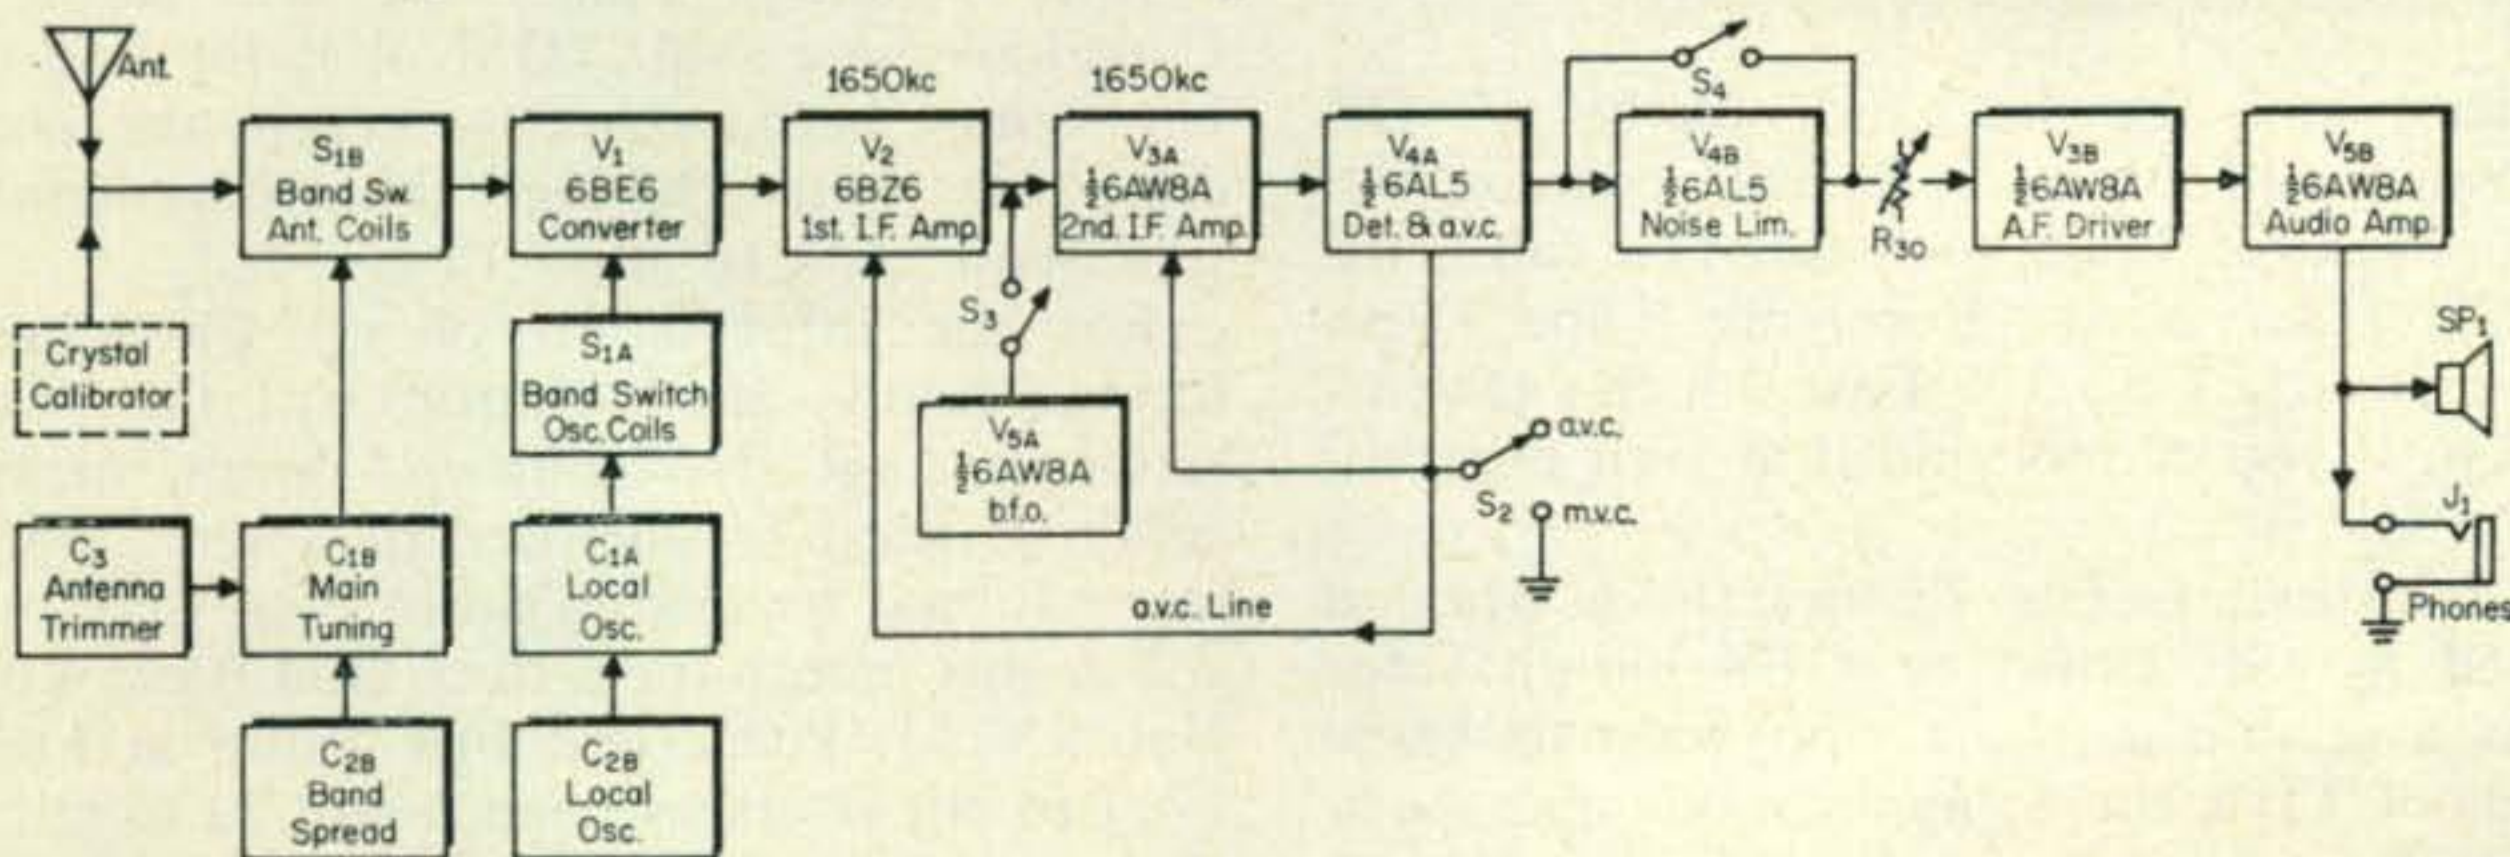 Ant.
1650kc
1650kc
S4
S1B
Band Sw.
Ant. Coils
V1
6BE6
Converter
V2
6BZ6
1st. I.F. Amp
V3A
½6AW8A
2nd. I.F. Amp.
V4A
½6AL5
Det. & a.v.c.
V4B
½6AL5
Noise Lim.
R30
V3B
½6AW8A
A.F. Driver
V5B
½6AW8A
Audio Amp
Crystal
Calibrator
S1A
Band Switch
Osc. Coils
S3
V5A
½6AW8A
b.f.o.
a.v.c.
S2
m.v.c.
SP1
J1
Phones
C3
Antenna
Trimmer
C1B
Main
Tuning
C1A
Local
Osc.
a.v.c. Line
C2B
Band
Spread
C2B
Local
Osc.